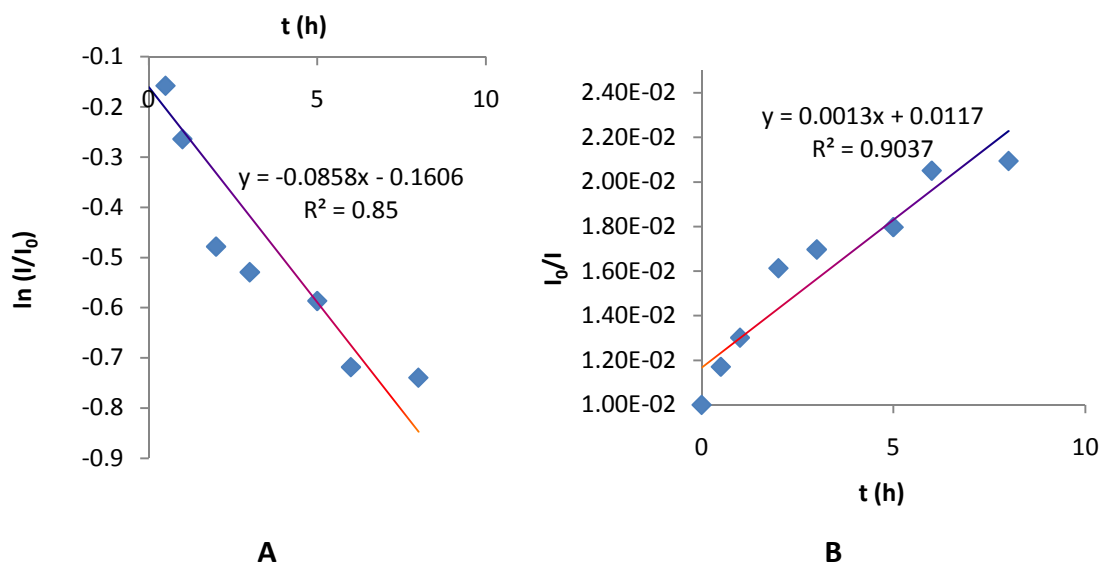 t (h)
-0.1
-0.2
-0.3
-0.4
-0.5
-0.6
-0.7
-0.8
-0.9
0
5
10
y = -0.0858x - 0.1606
R² = 0.85
ln (I/I₀)
A
2.40E-02
2.20E-02
2.00E-02
1.80E-02
1.60E-02
1.40E-02
1.20E-02
1.00E-02
y = 0.0013x + 0.0117
R² = 0.9037
I₀/I
0
5
10
t (h)
B